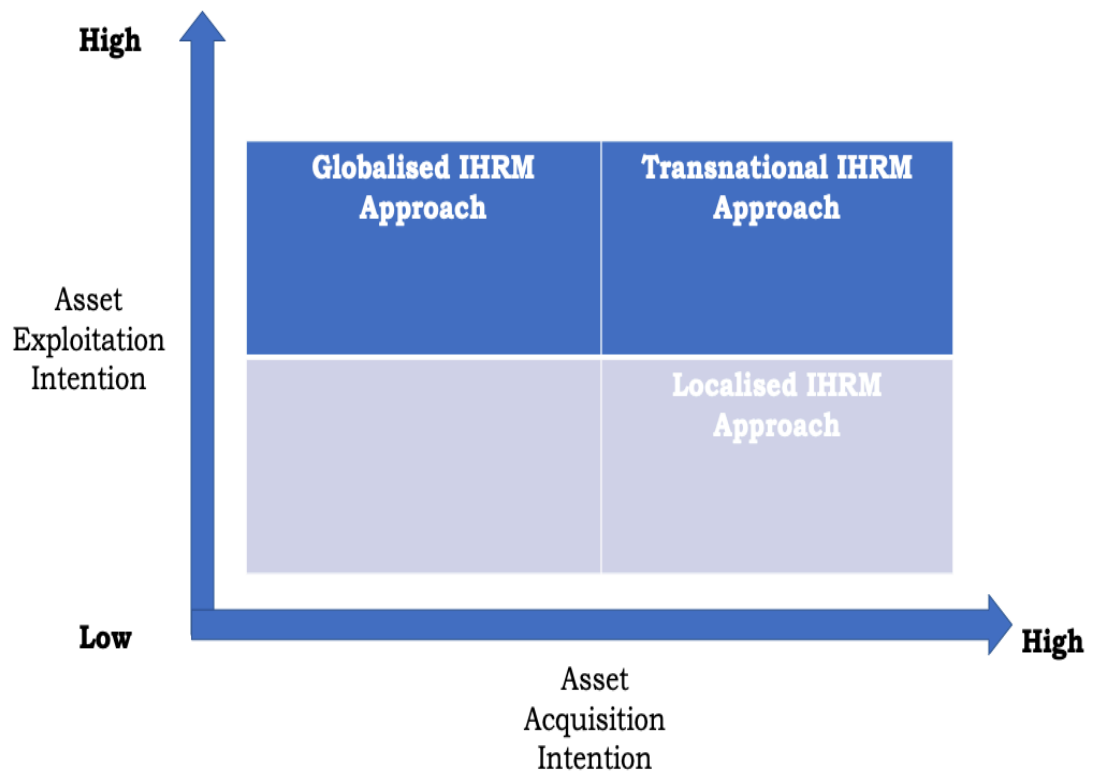 High
Globalised IHRM
Approach
Transnational IHRM
Approach
Asset
Exploitation
Intention
Localised IHRM
Approach
Low
High
Asset
Acquisition
Intention